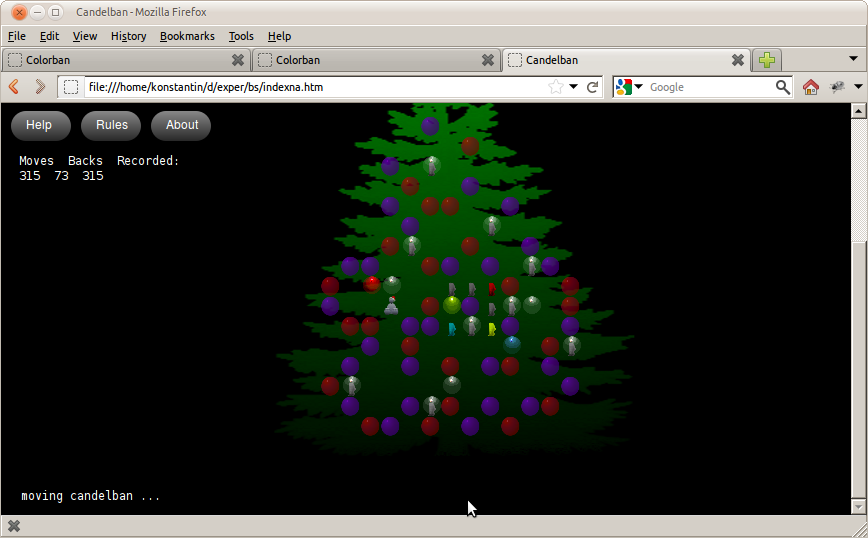 Candelban - Mozilla Firefox
File Edit View History Bookmarks Tools Help
Colorban Colorban Candelban
file:///home/konstantin/d/exper/bs/indexna.htm Google
Help Rules About
Moves Backs Recorded:
315 73 315
moving candelban ...